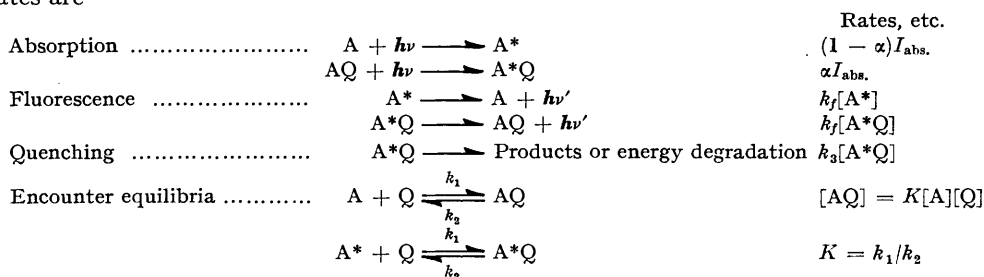 ates are
Rates, etc.
Absorption ........................ A + hν ⟶ A* (1 − α)I_abs.
AQ + hν ⟶ A*Q αI_abs.
Fluorescence ..................... A* ⟶ A + hν′ k_f[A*]
A*Q ⟶ AQ + hν′ k_f[A*Q]
Quenching ........................ A*Q ⟶ Products or energy degradation k_3[A*Q]
Encounter equilibria ............ A + Q ⇌ (k_1, k_2) AQ [AQ] = K[A][Q]
A* + Q ⇌ (k_1, k_2) A*Q K = k_1/k_2